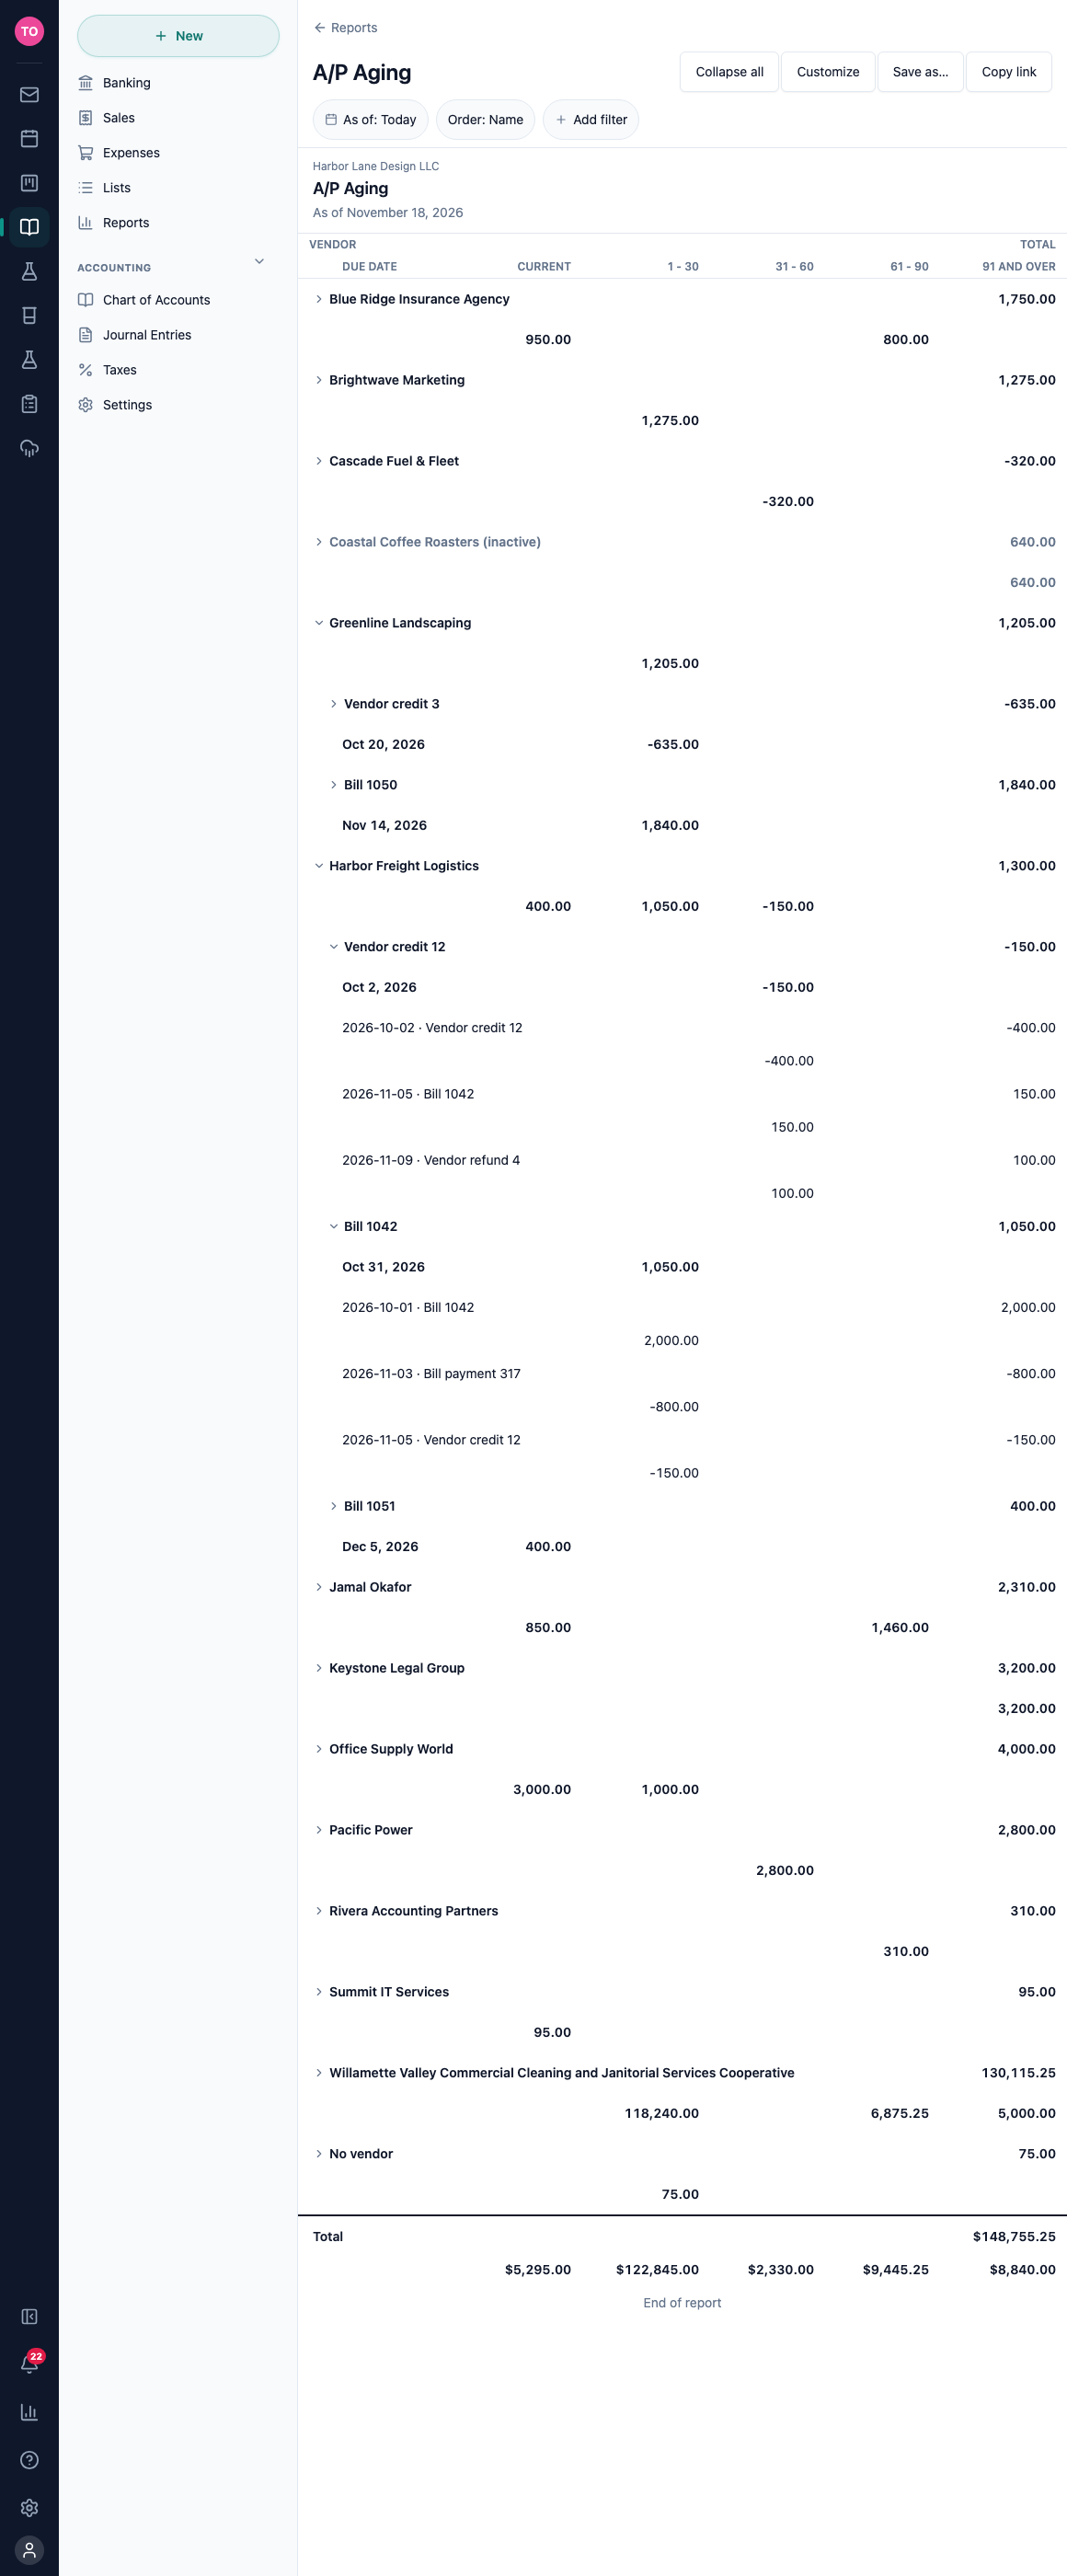 TO
New
Banking
Sales
Expenses
Lists
Reports
ACCOUNTING
Chart of Accounts
Journal Entries
Taxes
Settings
22
Reports
A/P Aging
Collapse all Customize Save as... Copy link
As of: Today Order: Name Add filter
Harbor Lane Design LLC
A/P Aging
As of November 18, 2026
VENDOR TOTAL
DUE DATE CURRENT 1 - 30 31 - 60 61 - 90 91 AND OVER
Blue Ridge Insurance Agency 1,750.00
950.00 800.00
Brightwave Marketing 1,275.00
1,275.00
Cascade Fuel & Fleet -320.00
-320.00
Coastal Coffee Roasters (inactive) 640.00
640.00
Greenline Landscaping 1,205.00
1,205.00
Vendor credit 3 -635.00
Oct 20, 2026 -635.00
Bill 1050 1,840.00
Nov 14, 2026 1,840.00
Harbor Freight Logistics 1,300.00
400.00 1,050.00 -150.00
Vendor credit 12 -150.00
Oct 2, 2026 -150.00
2026-10-02 · Vendor credit 12 -400.00
-400.00
2026-11-05 · Bill 1042 150.00
150.00
2026-11-09 · Vendor refund 4 100.00
100.00
Bill 1042 1,050.00
Oct 31, 2026 1,050.00
2026-10-01 · Bill 1042 2,000.00
2,000.00
2026-11-03 · Bill payment 317 -800.00
-800.00
2026-11-05 · Vendor credit 12 -150.00
-150.00
Bill 1051 400.00
Dec 5, 2026 400.00
Jamal Okafor 2,310.00
850.00 1,460.00
Keystone Legal Group 3,200.00
3,200.00
Office Supply World 4,000.00
3,000.00 1,000.00
Pacific Power 2,800.00
2,800.00
Rivera Accounting Partners 310.00
310.00
Summit IT Services 95.00
95.00
Willamette Valley Commercial Cleaning and Janitorial Services Cooperative 130,115.25
118,240.00 6,875.25 5,000.00
No vendor 75.00
75.00
Total $148,755.25
$5,295.00 $122,845.00 $2,330.00 $9,445.25 $8,840.00
End of report